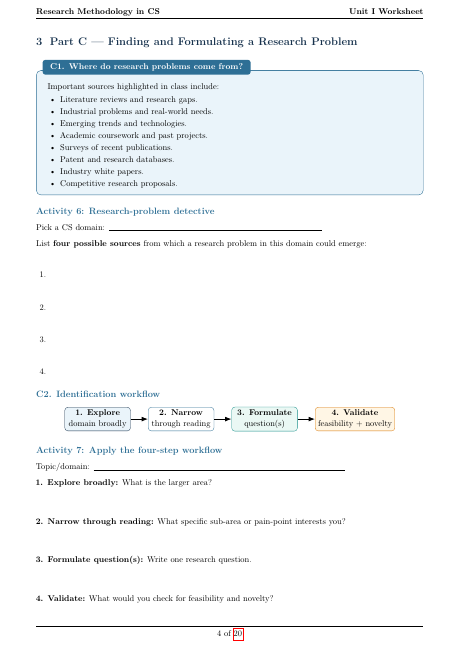 Research Methodology in CS Unit I Worksheet
3 Part C — Finding and Formulating a Research Problem
C1. Where do research problems come from?
Important sources highlighted in class include:
• Literature reviews and research gaps.
• Industrial problems and real-world needs.
• Emerging trends and technologies.
• Academic coursework and past projects.
• Surveys of recent publications.
• Patent and research databases.
• Industry white papers.
• Competitive research proposals.
Activity 6: Research-problem detective
Pick a CS domain:
List four possible sources from which a research problem in this domain could emerge:
1.
2.
3.
4.
C2. Identification workflow
1. Explore
domain broadly
2. Narrow
through reading
3. Formulate
question(s)
4. Validate
feasibility + novelty
Activity 7: Apply the four-step workflow
Topic/domain:
1. Explore broadly: What is the larger area?
2. Narrow through reading: What specific sub-area or pain-point interests you?
3. Formulate question(s): Write one research question.
4. Validate: What would you check for feasibility and novelty?
4 of 20